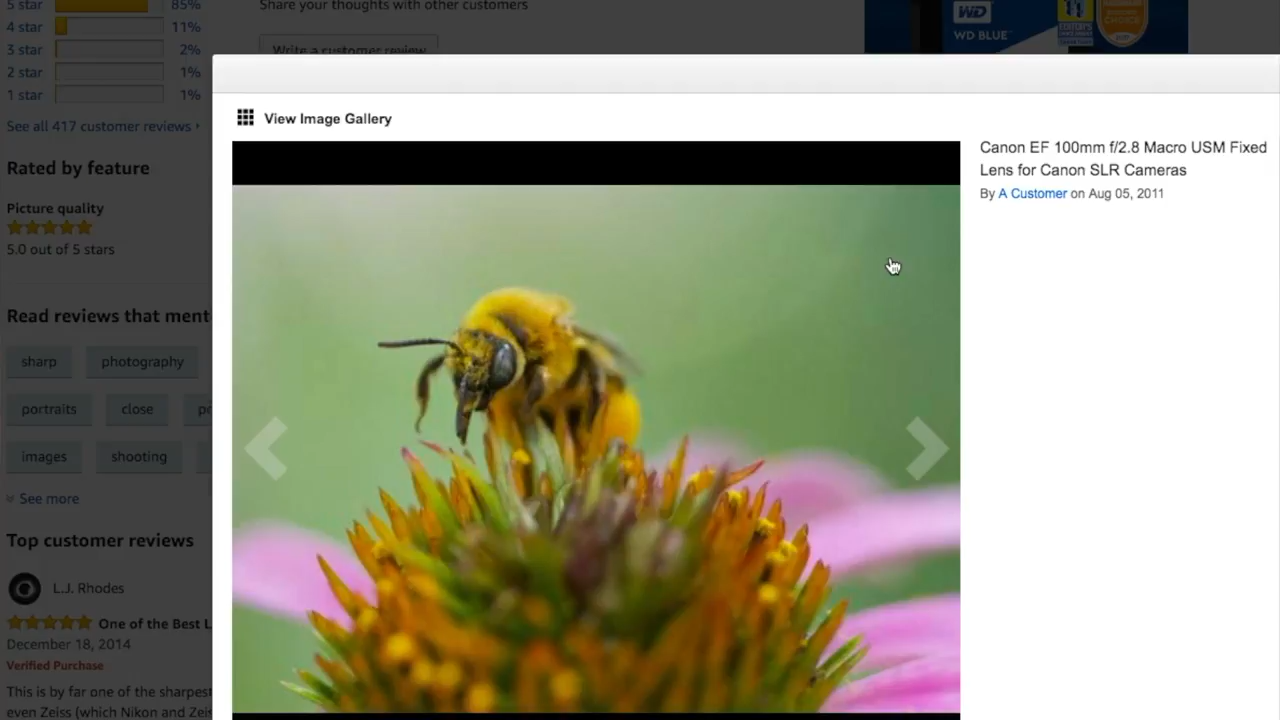 5 star 85%
Share your thoughts with other customers
4 star 11%
Write a customer review
3 star 2%
2 star 1%
1 star 1%
See all 417 customer reviews
WD
WD BLUE
View Image Gallery
Canon EF 100mm f/2.8 Macro USM Fixed
Lens for Canon SLR Cameras
By A Customer on Aug 05, 2011
Rated by feature
Picture quality
5.0 out of 5 stars
Read reviews that ment
sharp photography
portraits close
images shooting
See more
Top customer reviews
L.J. Rhodes
One of the Best L
December 18, 2014
Verified Purchase
This is by far one of the sharpest
even Zeiss (which Nikon and Zeis